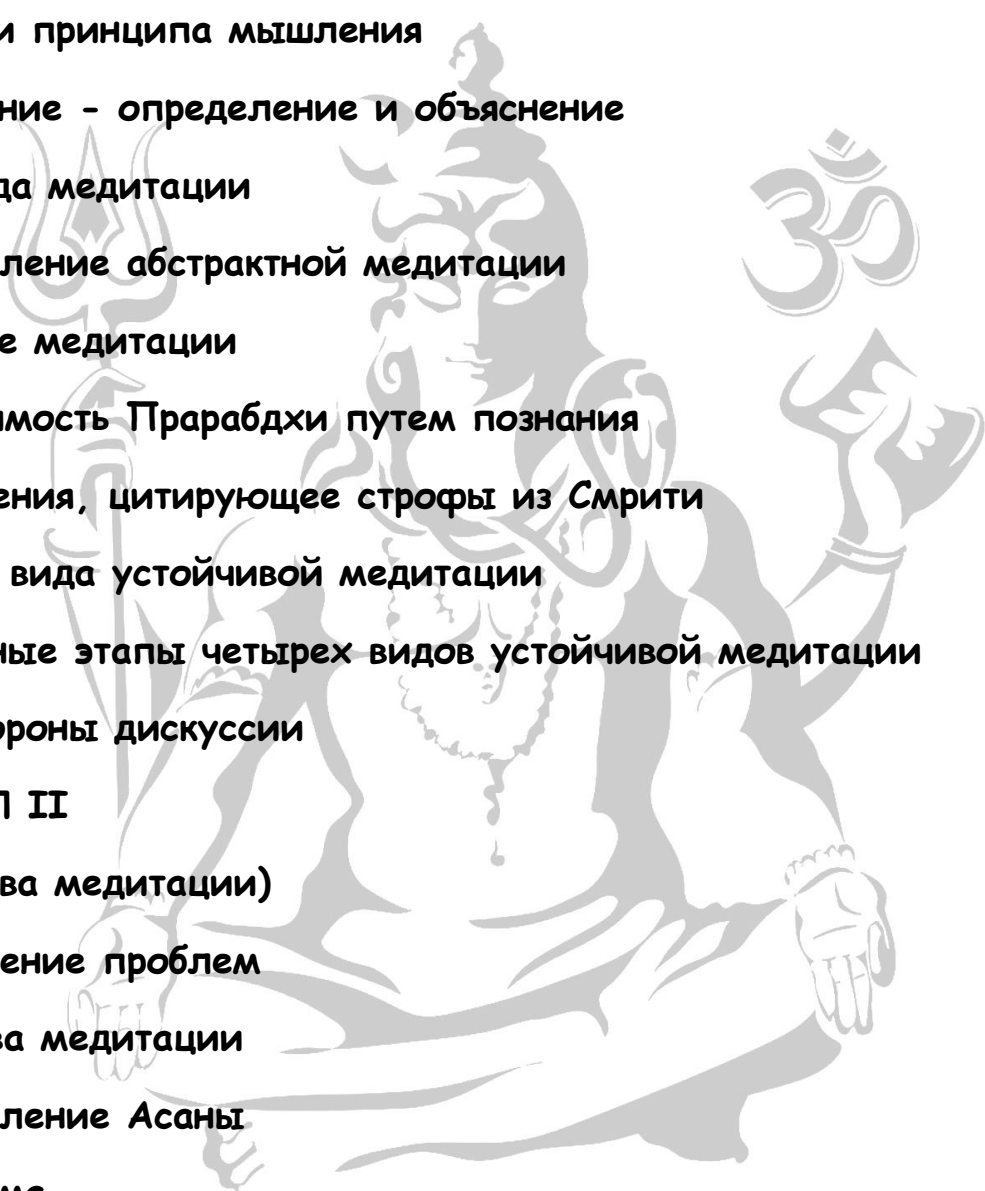 и принципа мышления
ние - определение и объяснение
да медитации
ление абстрактной медитации
е медитации
мость Прарабдхи путем познания
ения, цитирующее строфы из Смрити
вида устойчивой медитации
ные этапы четырех видов устойчивой медитации
ороны дискуссии
Л II
ва медитации)
ение проблем
ва медитации
ление Асаны